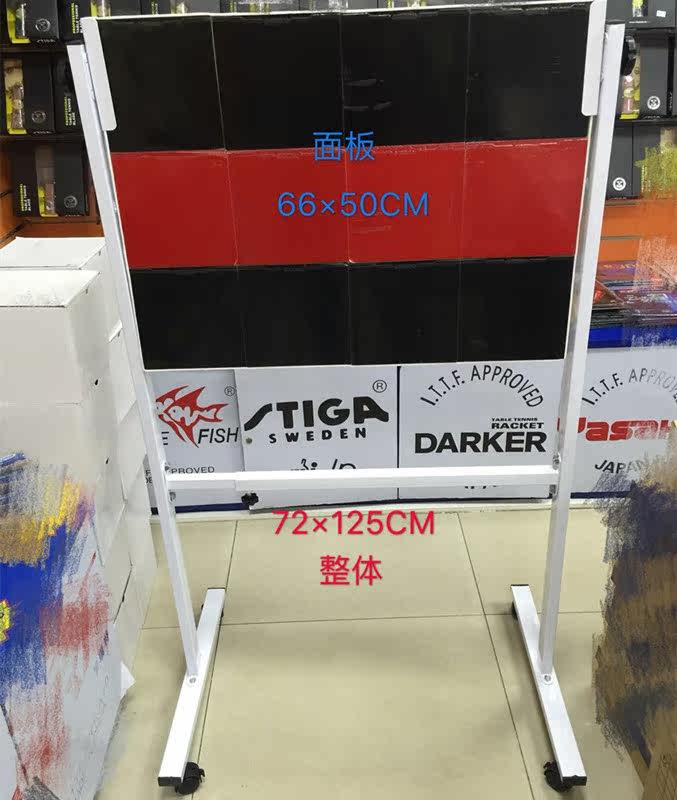 面板
66×50CM
FISH
®
STIGA
®
SWEDEN
I.T.T.F. APPROVED
TABLE TENNIS
RACKET
DARKER
I.T.T.F. APPROVED
JAPAN
72×125CM
整体